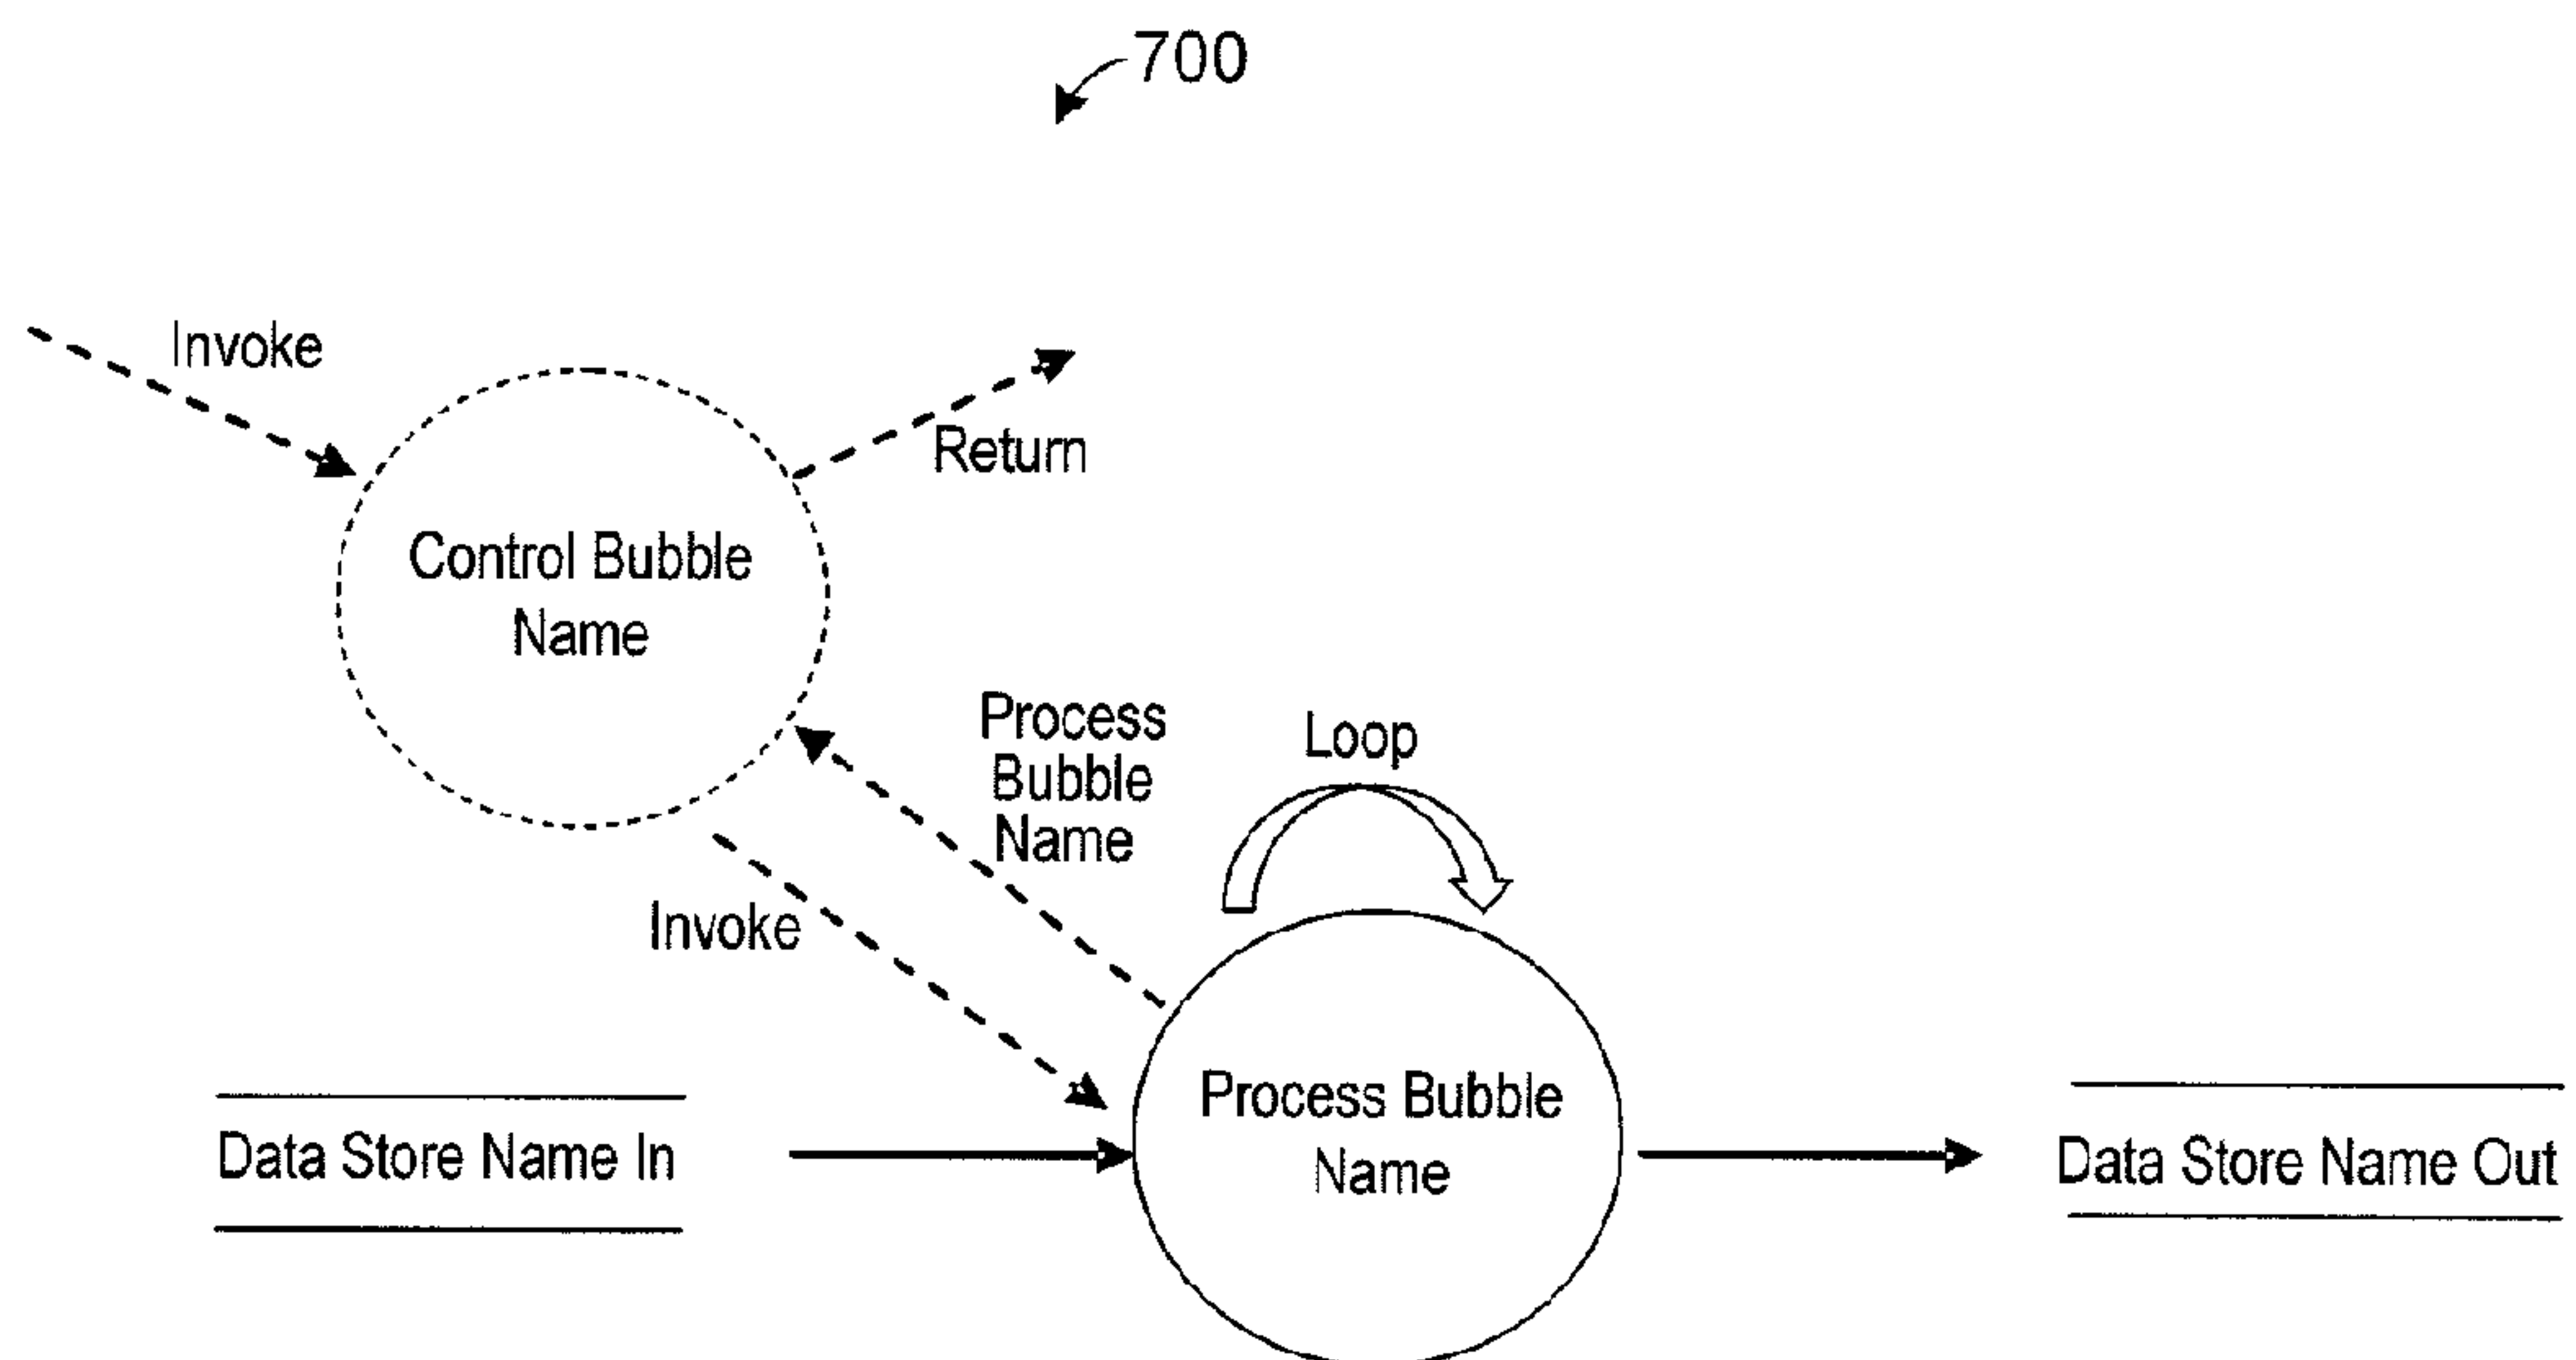 700
Invoke
Return
Control Bubble
Name
Process
Bubble
Name
Loop
Invoke
Process Bubble
Name
Data Store Name In
Data Store Name Out